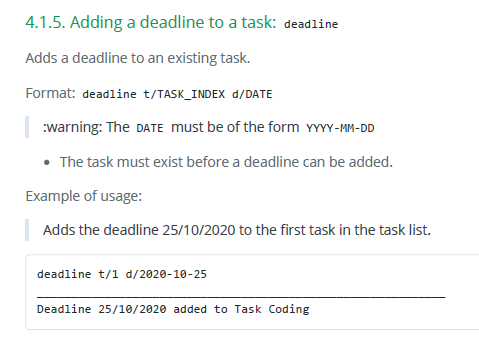 4.1.5. Adding a deadline to a task: deadline
Adds a deadline to an existing task.
Format: deadline t/TASK_INDEX d/DATE
:warning: The DATE must be of the form YYYY-MM-DD
• The task must exist before a deadline can be added.
Example of usage:
Adds the deadline 25/10/2020 to the first task in the task list.
deadline t/1 d/2020-10-25
____________________________________________________________
Deadline 25/10/2020 added to Task Coding